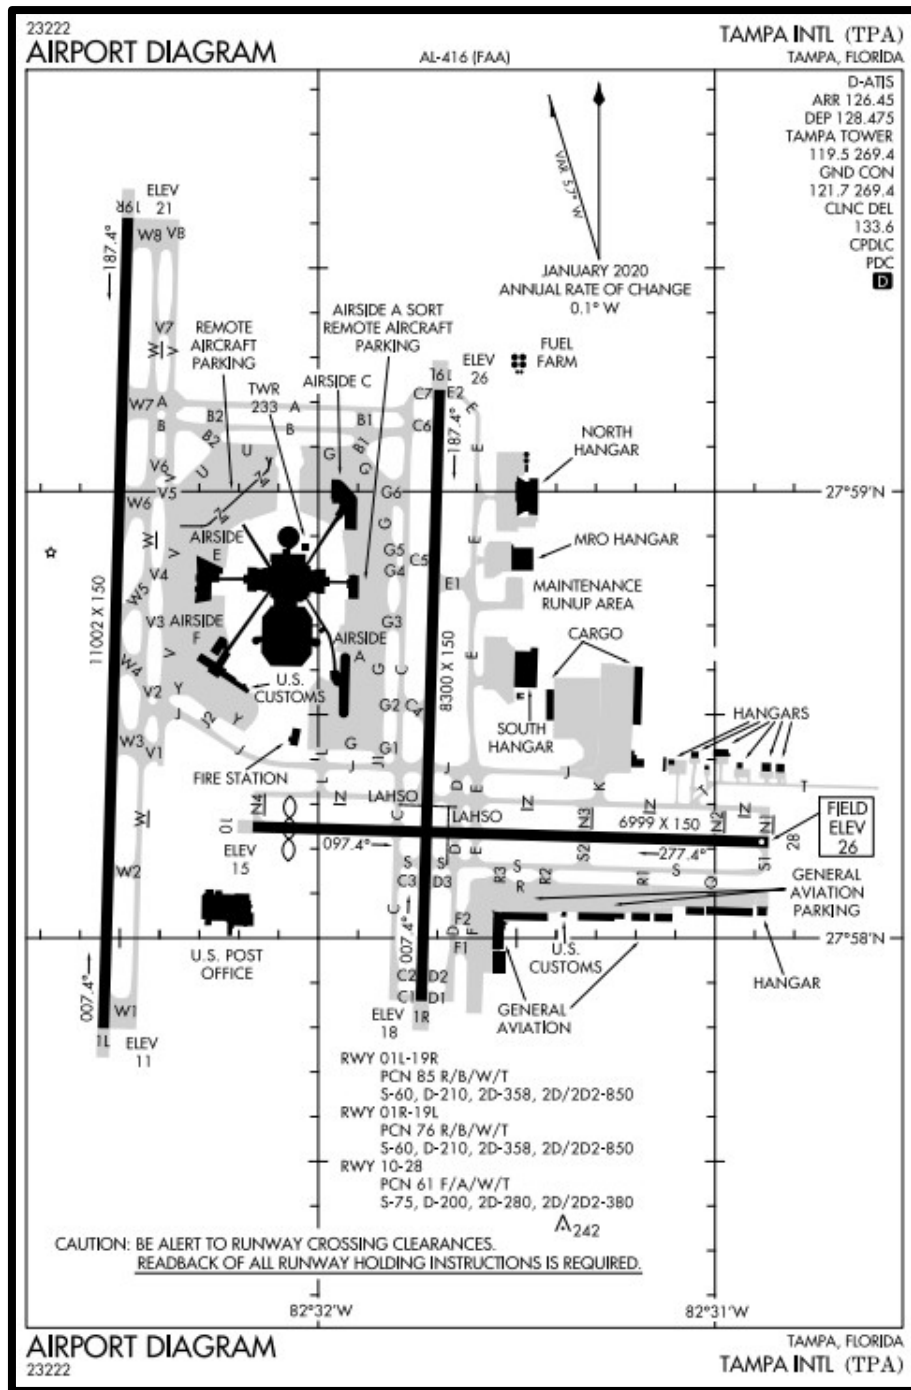 23222
AIRPORT DIAGRAM
AL-416 (FAA)
TAMPA INTL (TPA)
TAMPA, FLORIDA
D-ATIS
ARR 126.45
DEP 128.475
TAMPA TOWER
119.5 269.4
GND CON
121.7 269.4
CLNC DEL
133.6
CPDLC
PDC
D
VAR 5.7° W
JANUARY 2020
ANNUAL RATE OF CHANGE
0.1° W
19R
ELEV
21
W8 V8
187.4°
V7
W
V
REMOTE
AIRCRAFT
PARKING
TWR
233
AIRSIDE A SORT
REMOTE AIRCRAFT
PARKING
AIRSIDE C
19L
ELEV
26
FUEL
FARM
W7 A
B2
A
B1
C7 E2
E
B
B2
B
B1
C6
187.4°
E
NORTH
HANGAR
V6
V
U
U
Y
G
G
Z4
V5
W6
G6
27°59'N
Z4
G
W
V
AIRSIDE
E
G5
C5
E
MRO HANGAR
V4
G4
E1
MAINTENANCE
RUNUP AREA
W5
11002 X 150
V3
AIRSIDE
F
AIRSIDE
A
G3
8300 X 150
E
CARGO
V
W4
U.S.
CUSTOMS
G
C
V2
Y
J
J2
Y
G2
C4
SOUTH
HANGAR
HANGARS
W3
V1
J
FIRE STATION
L
G
G1
J
J1
J
D
E
J
K
T
T
L
N4
N
LAHSO
N
N
N
W
C
LAHSO
N3
6999 X 150
N2
N1
FIELD
ELEV
26
10
ELEV
15
097.4°
D
E
S2
277.4°
S1
28
W2
S
S
C3 D3
R3
S
R
R2
R1
S
Q
GENERAL
AVIATION
PARKING
U.S. POST
OFFICE
C
007.4°
D
F2
F
F1
U.S.
CUSTOMS
27°58'N
HANGAR
007.4°
C2 D2
C1 D1
GENERAL
AVIATION
W1
1L
ELEV
11
ELEV
18
1R
RWY 01L-19R
PCN 85 R/B/W/T
S-60, D-210, 2D-358, 2D/2D2-850
RWY 01R-19L
PCN 76 R/B/W/T
S-60, D-210, 2D-358, 2D/2D2-850
RWY 10-28
PCN 61 F/A/W/T
S-75, D-200, 2D-280, 2D/2D2-380
242
CAUTION: BE ALERT TO RUNWAY CROSSING CLEARANCES.
READBACK OF ALL RUNWAY HOLDING INSTRUCTIONS IS REQUIRED.
82°32'W
82°31'W
AIRPORT DIAGRAM
23222
TAMPA, FLORIDA
TAMPA INTL (TPA)